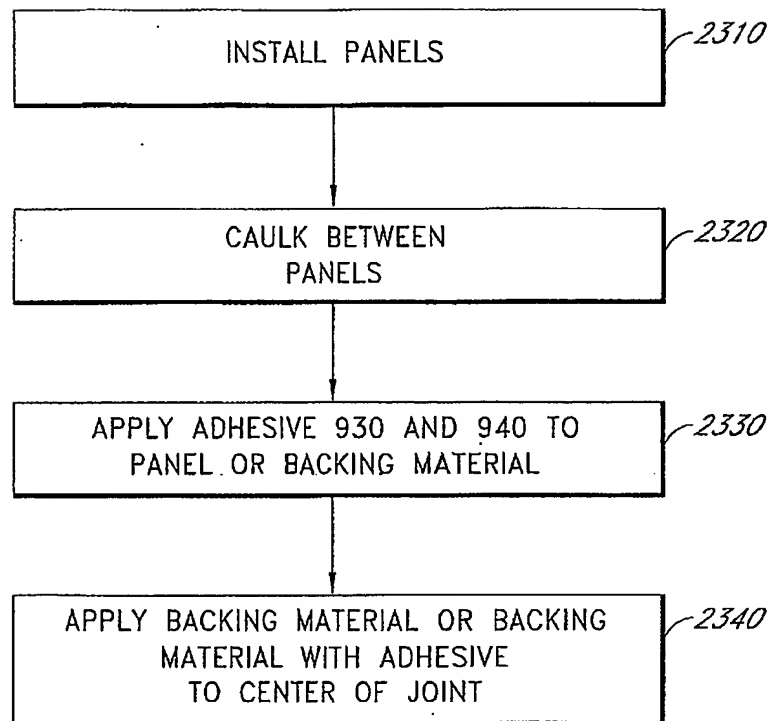 INSTALL PANELS
2310
CAULK BETWEEN
PANELS
2320
APPLY ADHESIVE 930 AND 940 TO
PANEL OR BACKING MATERIAL
2330
APPLY BACKING MATERIAL OR BACKING
MATERIAL WITH ADHESIVE
TO CENTER OF JOINT
2340